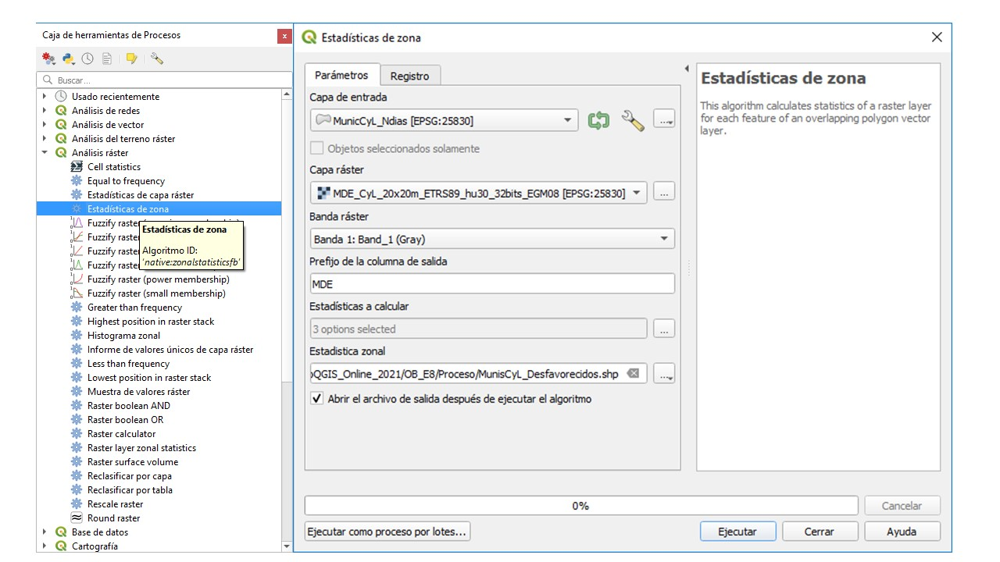 Caja de herramientas de Procesos
Buscar...
Usado recientemente
Análisis de redes
Análisis de vector
Análisis del terreno ráster
Análisis ráster
Cell statistics
Equal to frequency
Estadísticas de capa ráster
Estadísticas de zona
Fuzzify raster
Fuzzify raster
Fuzzify raster
Fuzzify raster
Fuzzify raster (power membership)
Fuzzify raster (small membership)
Greater than frequency
Highest position in raster stack
Histograma zonal
Informe de valores únicos de capa ráster
Less than frequency
Lowest position in raster stack
Muestra de valores ráster
Raster boolean AND
Raster boolean OR
Raster calculator
Raster layer zonal statistics
Raster surface volume
Reclasificar por capa
Reclasificar por tabla
Rescale raster
Round raster
Base de datos
Cartografía
Estadísticas de zona
Algoritmo ID:
'native:zonalstatisticsfb'
Estadísticas de zona
Parámetros
Registro
Capa de entrada
MunicCyL_Ndias [EPSG:25830]
...
Objetos seleccionados solamente
Capa ráster
MDE_CyL_20x20m_ETRS89_hu30_32bits_EGM08 [EPSG:25830]
...
Banda ráster
Banda 1: Band_1 (Gray)
Prefijo de la columna de salida
MDE
Estadísticas a calcular
3 options selected
...
Estadistica zonal
QGIS_Online_2021/OB_E8/Proceso/MunisCyL_Desfavorecidos.shp
...
Abrir el archivo de salida después de ejecutar el algoritmo
Estadísticas de zona
This algorithm calculates statistics of a raster layer
for each feature of an overlapping polygon vector
layer.
0%
Cancelar
Ejecutar como proceso por lotes...
Ejecutar
Cerrar
Ayuda